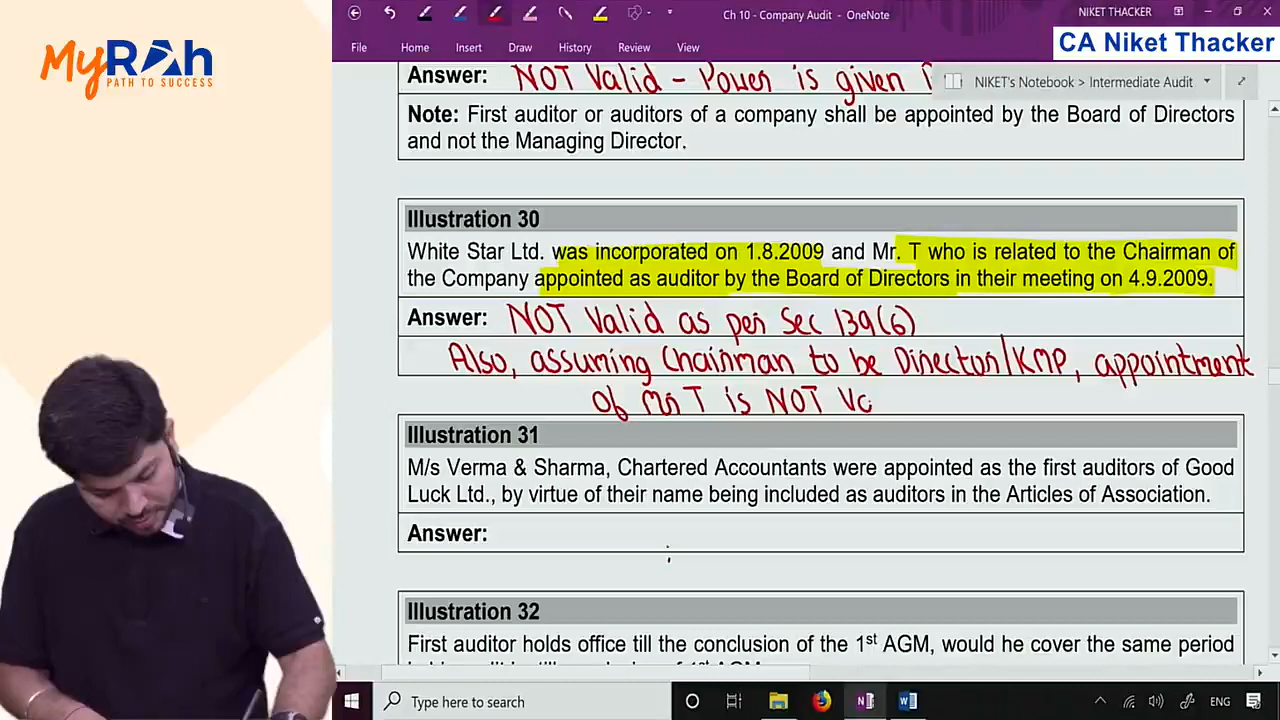 MyRAh
PATH TO SUCCESS
Ch 10 - Company Audit - OneNote
NIKET THACKER
File Home Insert Draw History Review View
CA Niket Thacker
NIKET's Notebook > Intermediate Audit
Answer: NOT Valid - Power is given
Note: First auditor or auditors of a company shall be appointed by the Board of Directors
and not the Managing Director.
Illustration 30
White Star Ltd. was incorporated on 1.8.2009 and Mr. T who is related to the Chairman of
the Company appointed as auditor by the Board of Directors in their meeting on 4.9.2009.
Answer: NOT Valid as per Sec 139(6)
Also, assuming Chairman to be Director/KMP, appointment
of Mr T is NOT Va
Illustration 31
M/s Verma & Sharma, Chartered Accountants were appointed as the first auditors of Good
Luck Ltd., by virtue of their name being included as auditors in the Articles of Association.
Answer:
Illustration 32
First auditor holds office till the conclusion of the 1st AGM, would he cover the same period
Type here to search
ENG